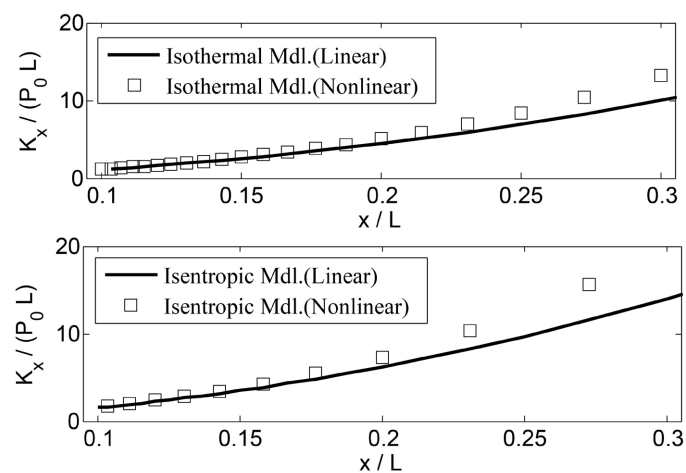 20
10
0
K_x / (P_0 L)
Isothermal Mdl.(Linear)
Isothermal Mdl.(Nonlinear)
0.1 0.15 0.2 0.25 0.3
x / L
20
10
0
K_x / (P_0 L)
Isentropic Mdl.(Linear)
Isentropic Mdl.(Nonlinear)
0.1 0.15 0.2 0.25 0.3
x / L